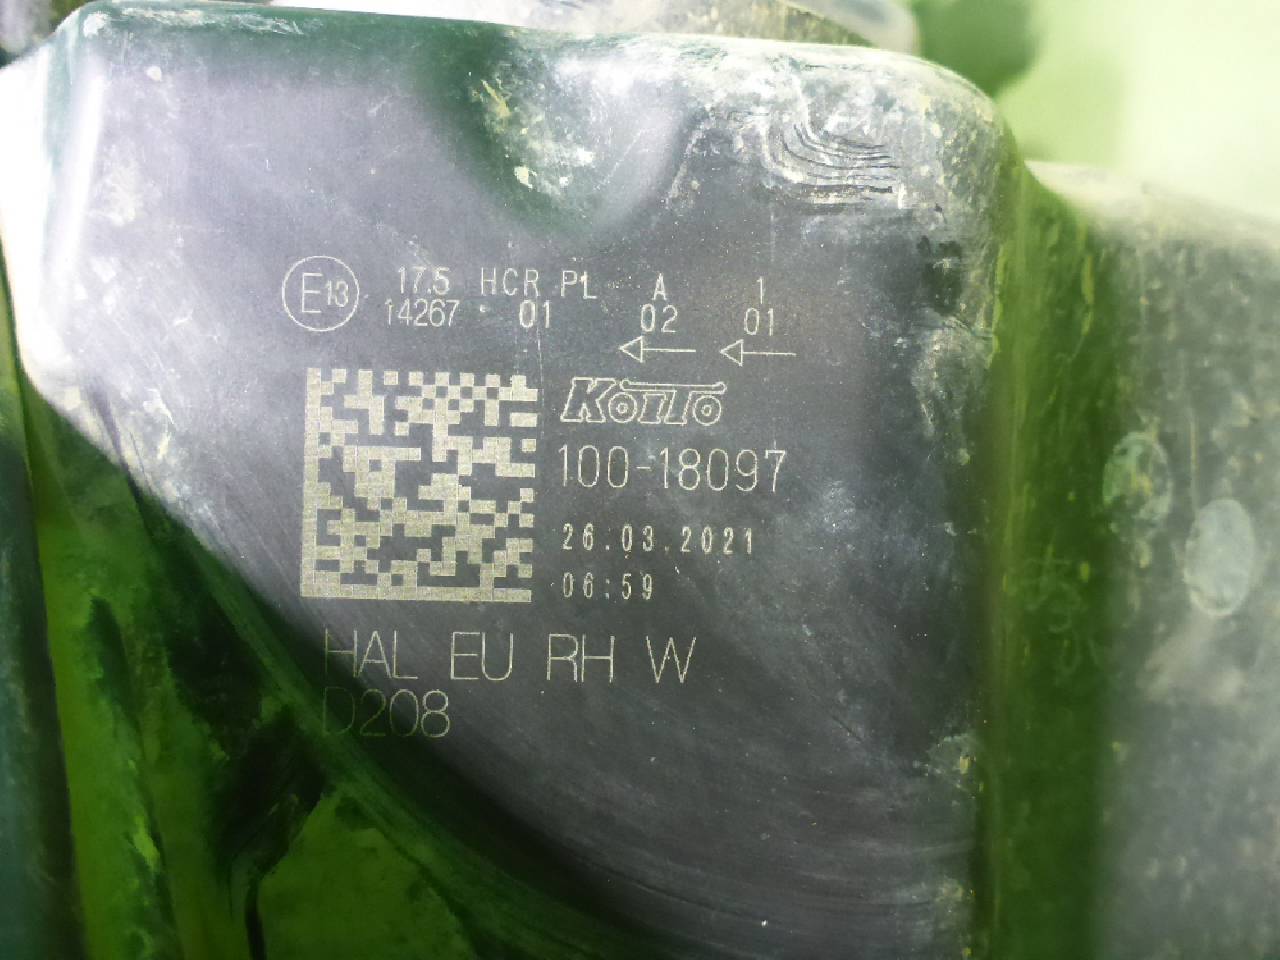 E13 17.5 HCR PL A 1
14267 · 01 02 01
KOITO
100-18097
26.03.2021
06:59
HAL EU RH W
D208